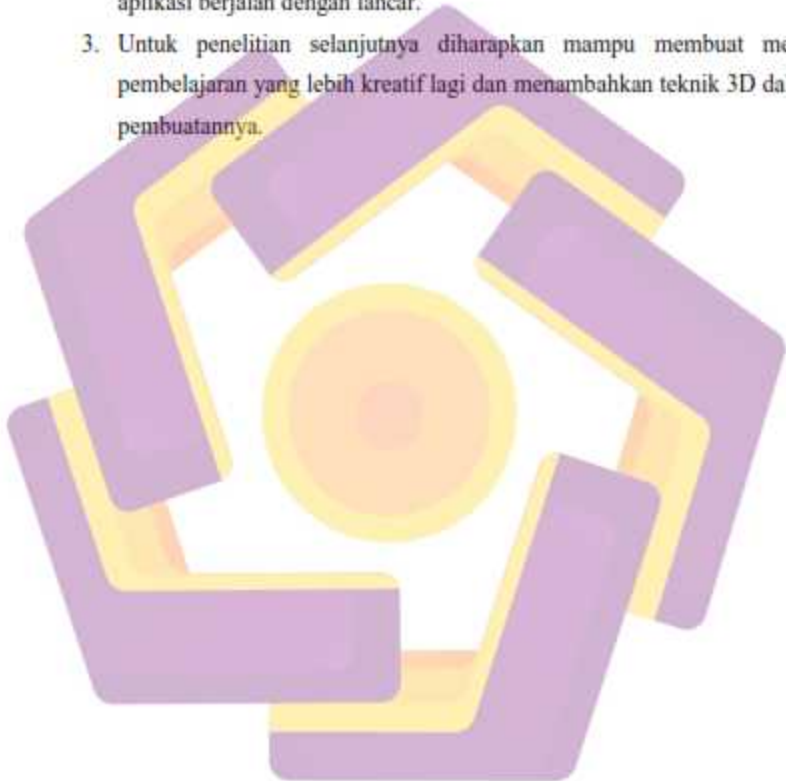 aplikasi berjalan dengan lancar.
3. Untuk penelitian selanjutnya diharapkan mampu membuat
pembelajaran yang lebih kreatif lagi dan menambahkan teknik 3D
pembuatannya.